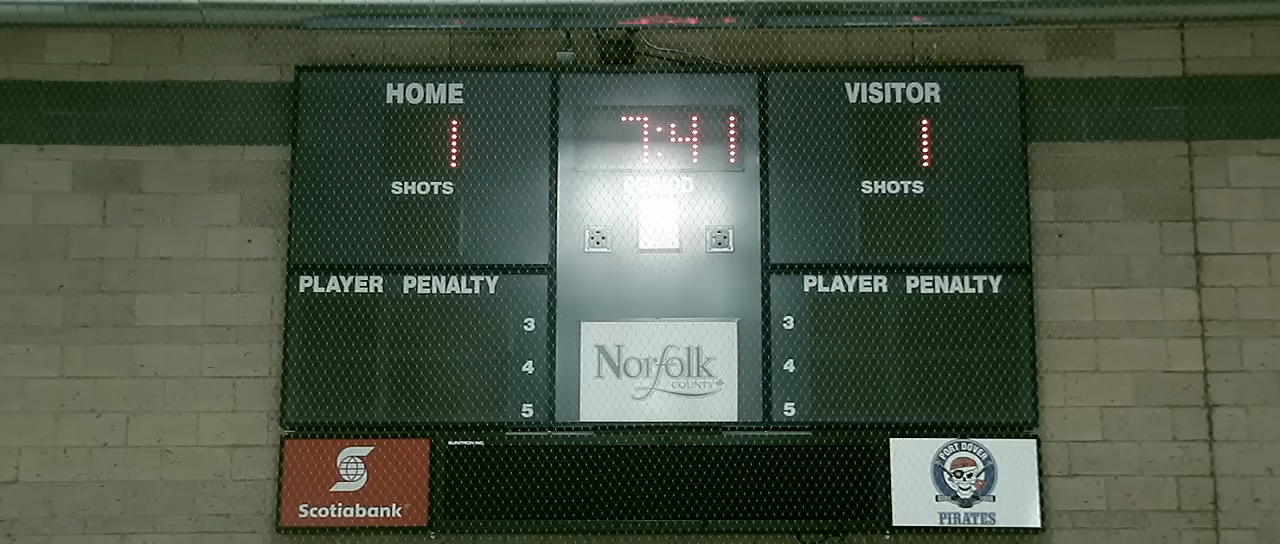 HOME
VISITOR
1
7:41
1
SHOTS
PERIOD
SHOTS
PLAYER PENALTY
PLAYER PENALTY
3
3
4
4
5
5
Norfolk
COUNTY
Scotiabank
PORT DOVER
PIRATES